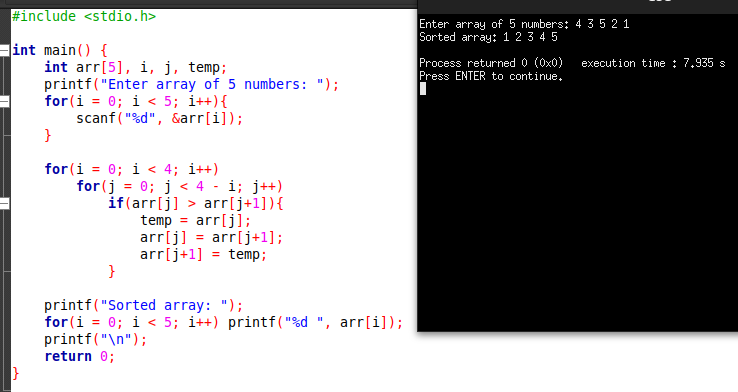 #include <stdio.h>
int main() {
int arr[5], i, j, temp;
printf("Enter array of 5 numbers: ");
for(i = 0; i < 5; i++){
scanf("%d", &arr[i]);
}
for(i = 0; i < 4; i++)
for(j = 0; j < 4 - i; j++)
if(arr[j] > arr[j+1]){
temp = arr[j];
arr[j] = arr[j+1];
arr[j+1] = temp;
}
printf("Sorted array: ");
for(i = 0; i < 5; i++) printf("%d ", arr[i]);
printf("\n");
return 0;
}
Enter array of 5 numbers: 4 3 5 2 1
Sorted array: 1 2 3 4 5
Process returned 0 (0x0)   execution time : 7.935 s
Press ENTER to continue.